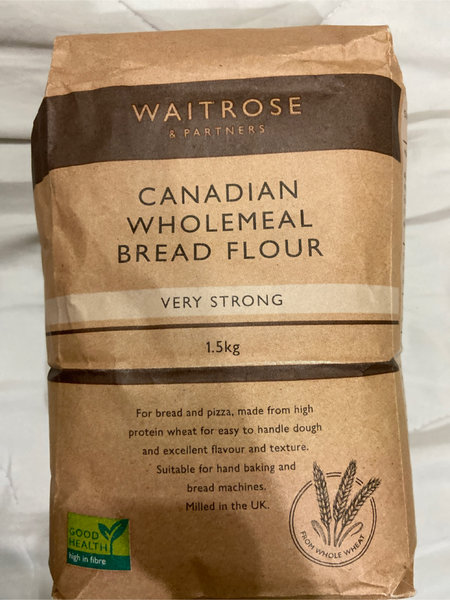 WAITROSE
& PARTNERS
CANADIAN
WHOLEMEAL
BREAD FLOUR
VERY STRONG
1.5kg
For bread and pizza, made from high
protein wheat for easy to handle dough
and excellent flavour and texture.
Suitable for hand baking and
bread machines.
Milled in the UK.
GOOD
HEALTH
high in fibre
FROM WHOLE WHEAT